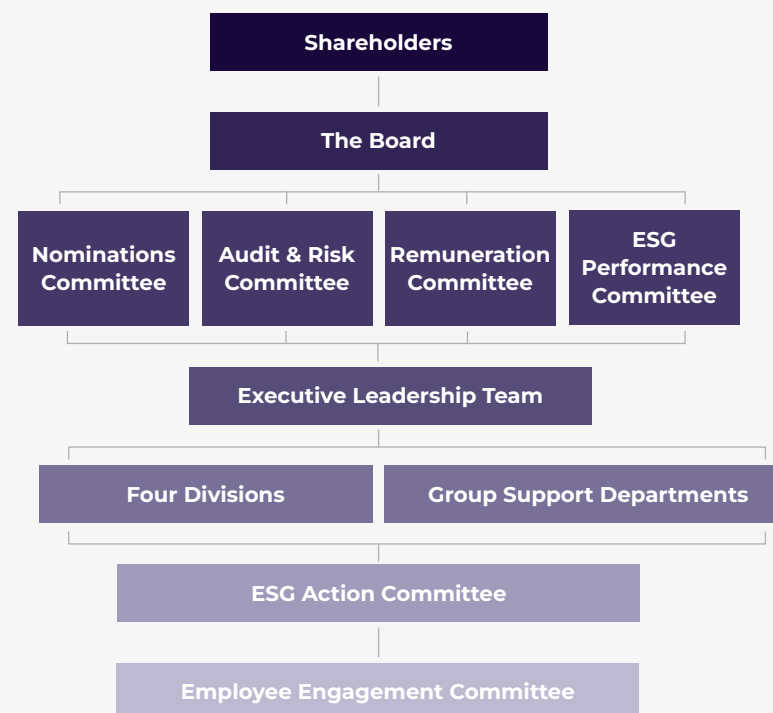 Shareholders
The Board
Nominations
Committee
Audit & Risk
Committee
Remuneration
Committee
ESG
Performance
Committee
Executive Leadership Team
Four Divisions
Group Support Departments
ESG Action Committee
Employee Engagement Committee